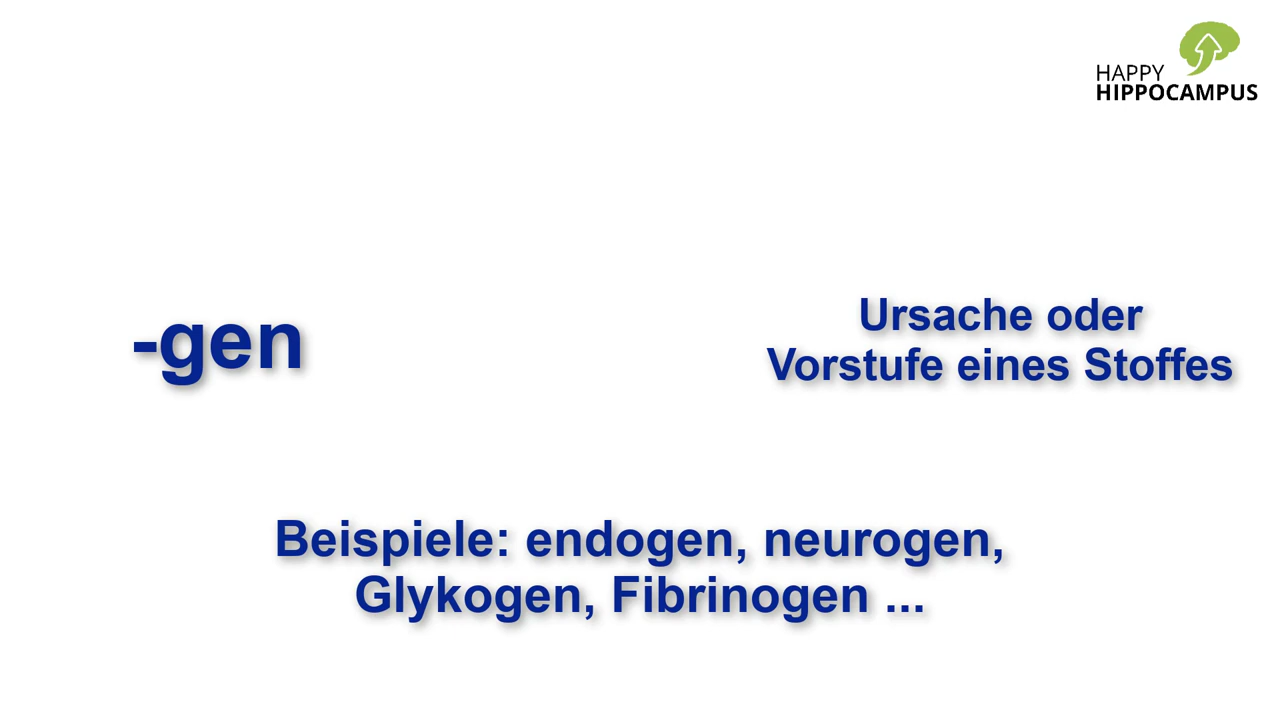 HAPPY
HIPPOCAMPUS
-gen
Ursache oder
Vorstufe eines Stoffes
Beispiele: endogen, neurogen,
Glykogen, Fibrinogen ...